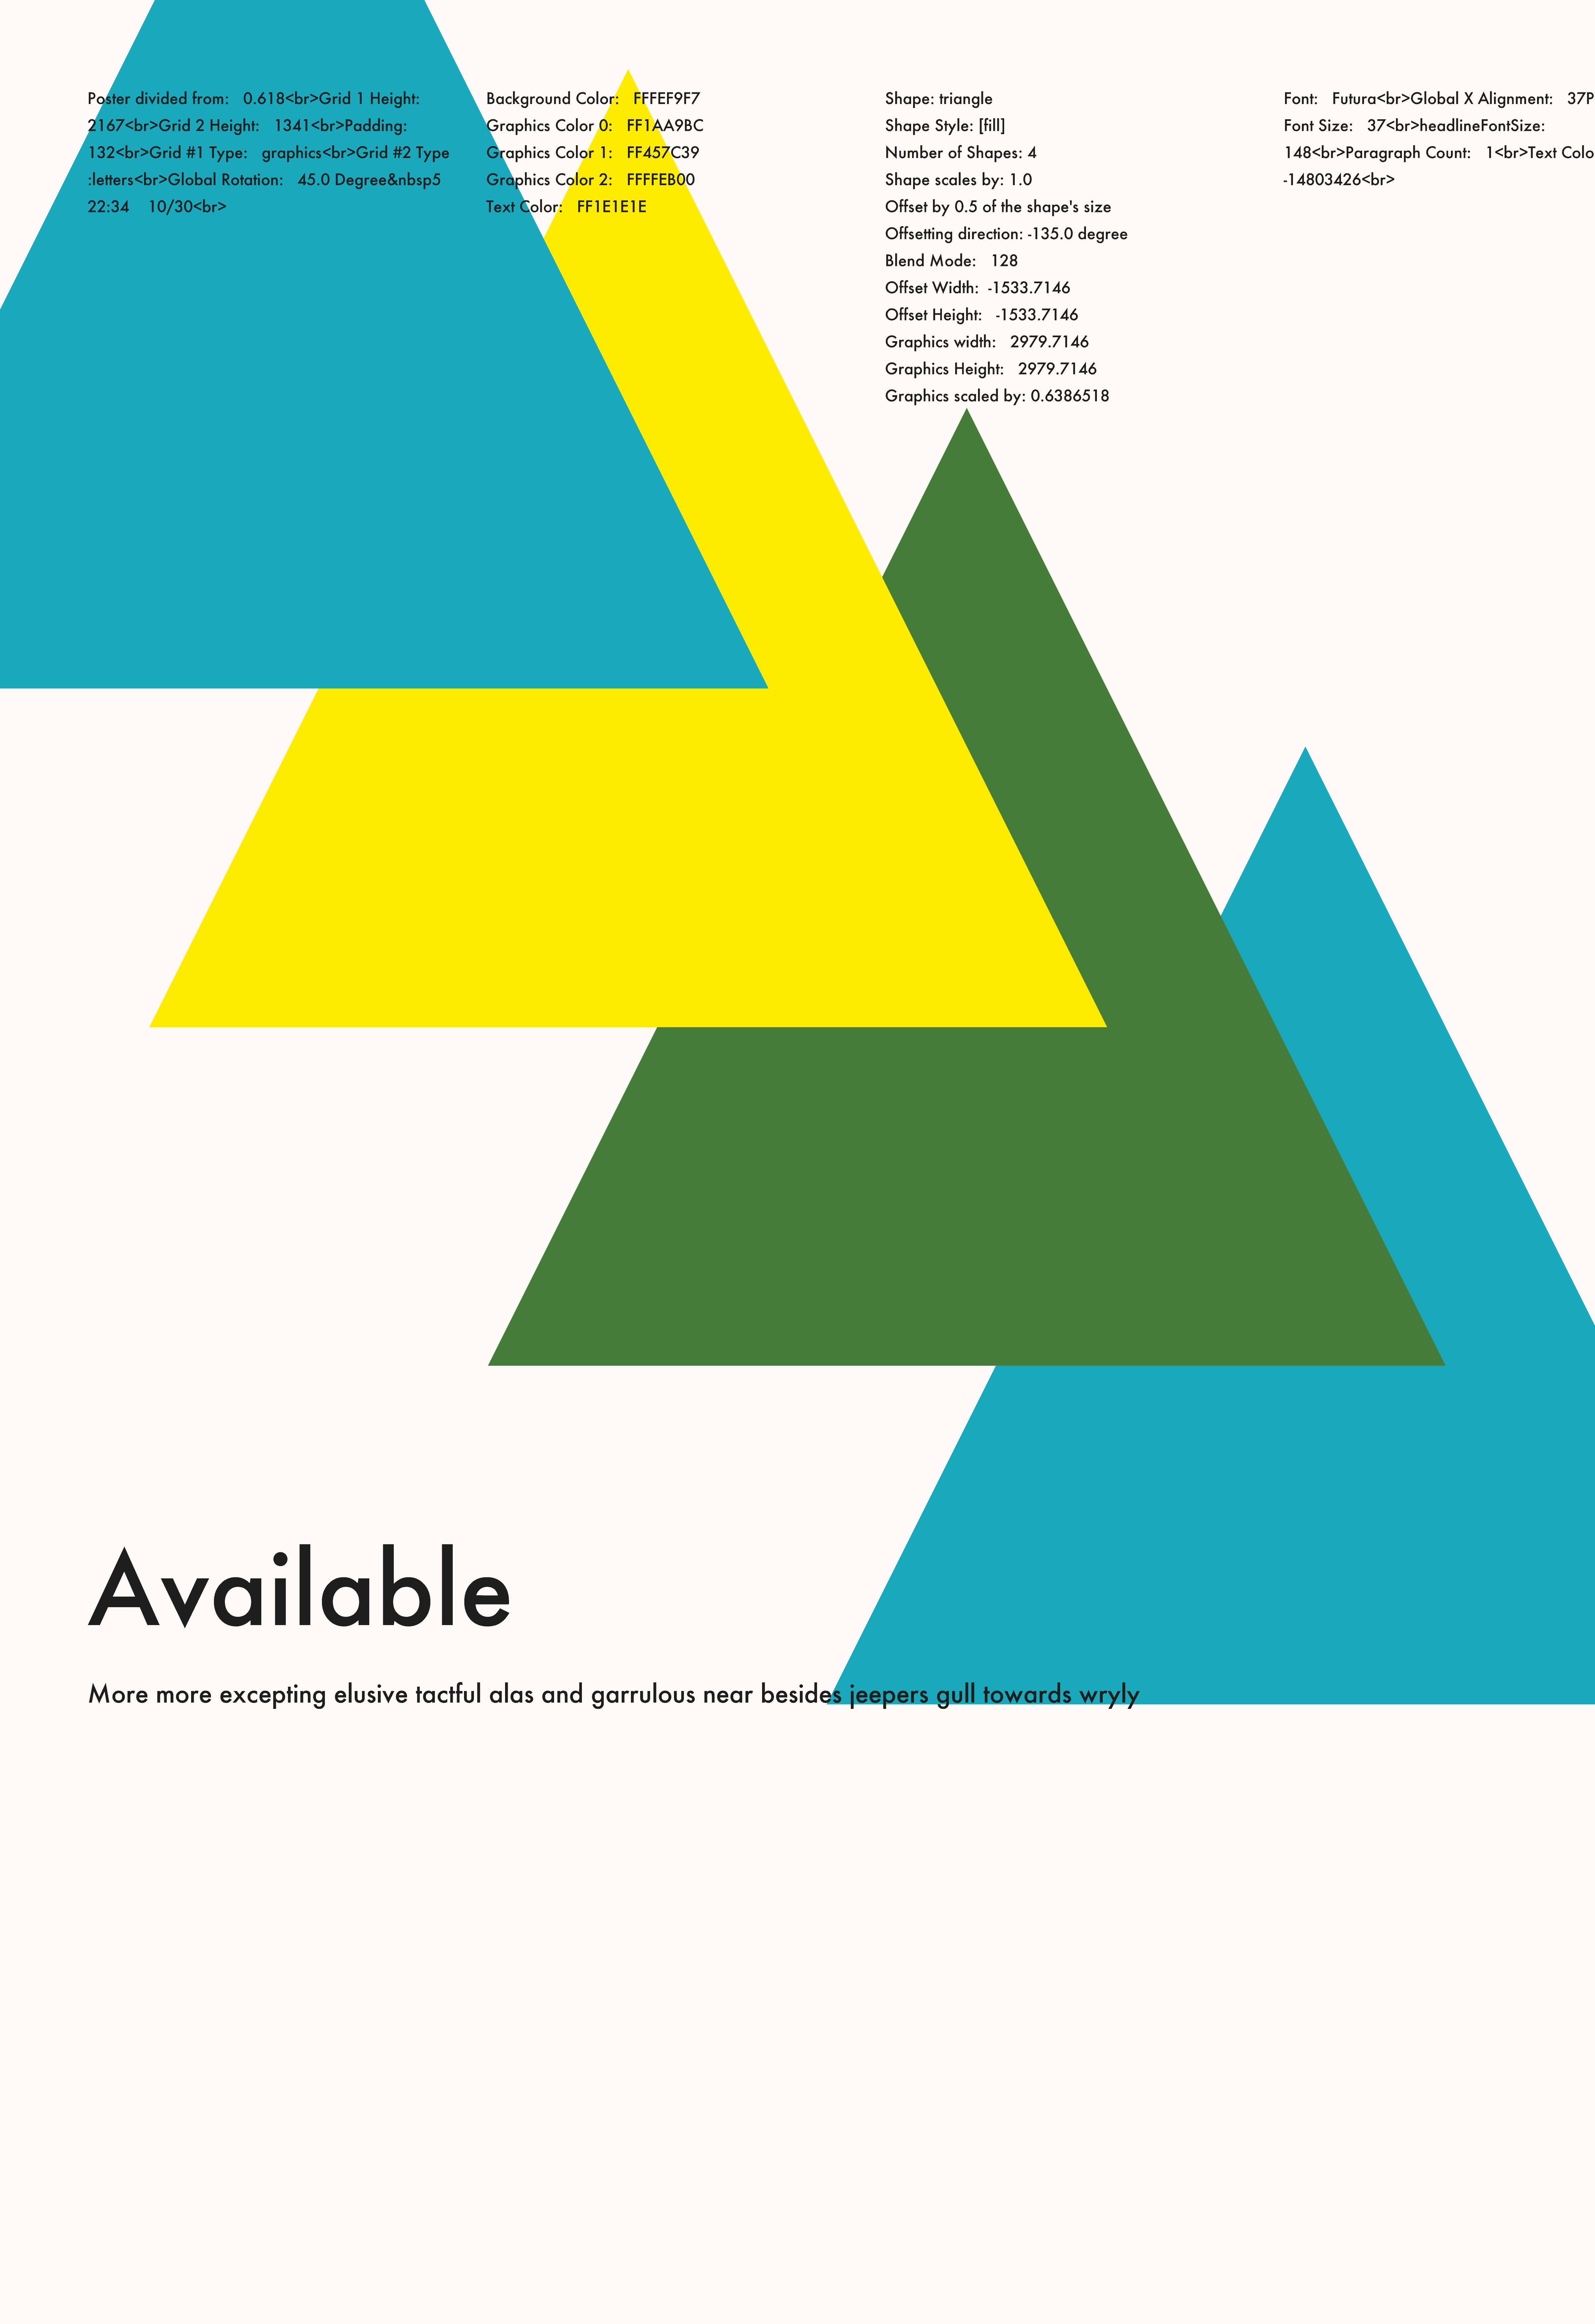 Poster divided from:   0.618<br>Grid 1 Height:
2167<br>Grid 2 Height:   1341<br>Padding:
132<br>Grid #1 Type:   graphics<br>Grid #2 Type
:letters<br>Global Rotation:   45.0 Degree&nbsp5
22:34    10/30<br>
Background Color:   FFFEF9F7
Graphics Color 0:   FF1AA9BC
Graphics Color 1:   FF457C39
Graphics Color 2:   FFFFEB00
Text Color:   FF1E1E1E
Shape: triangle
Shape Style: [fill]
Number of Shapes: 4
Shape scales by: 1.0
Offset by 0.5 of the shape's size
Offsetting direction: -135.0 degree
Blend Mode:   128
Offset Width:  -1533.7146
Offset Height:   -1533.7146
Graphics width:   2979.7146
Graphics Height:   2979.7146
Graphics scaled by: 0.6386518
Font:   Futura<br>Global X Alignment:   37P
Font Size:   37<br>headlineFontSize:
148<br>Paragraph Count:   1<br>Text Colo
-14803426<br>
Available
More more excepting elusive tactful alas and garrulous near besides jeepers gull towards wryly